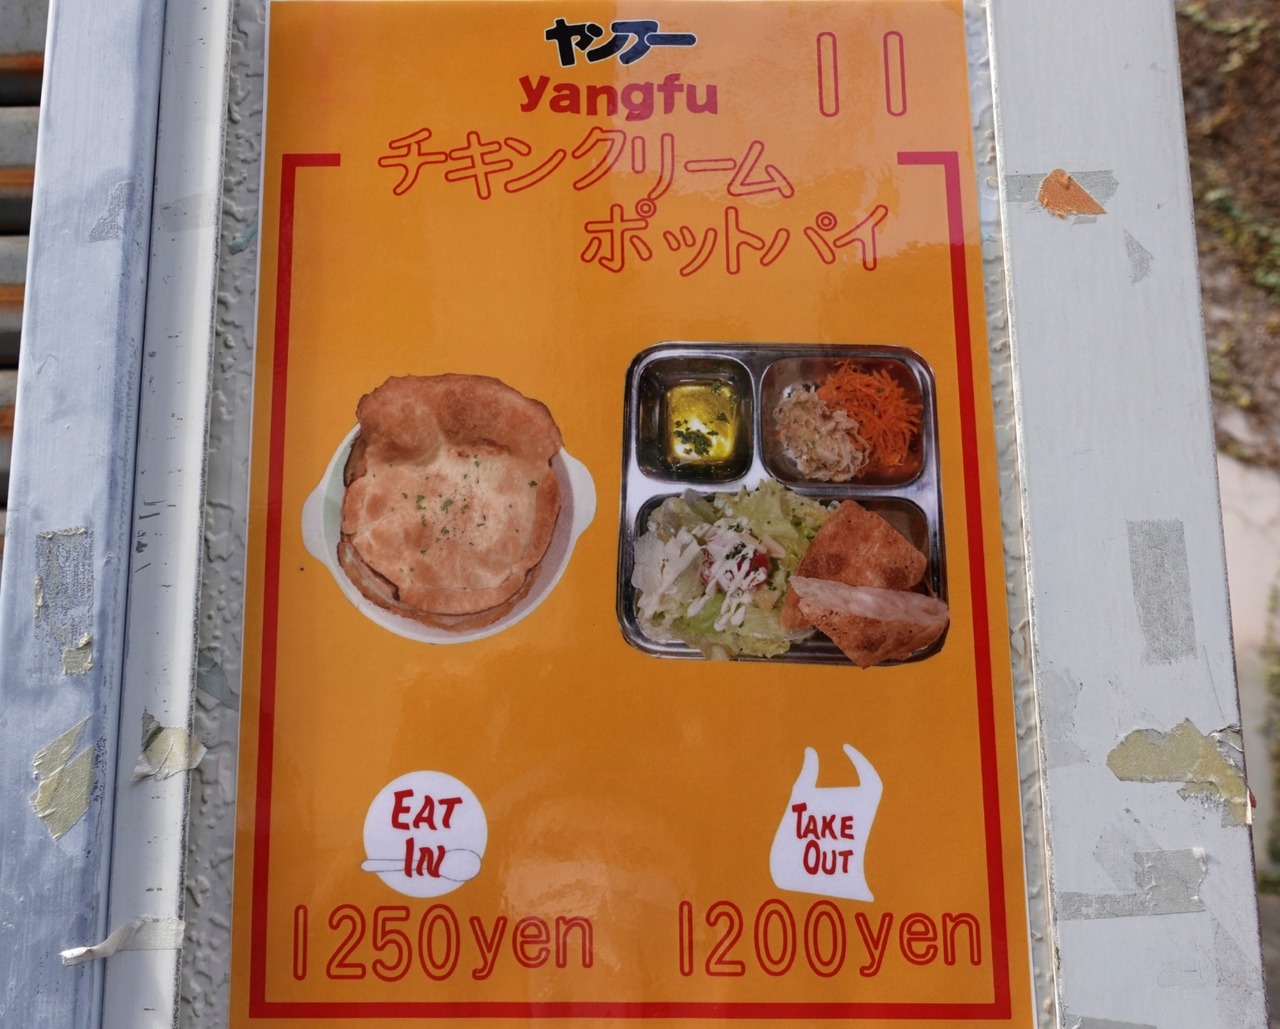 ヤンフー
yangfu
11
チキンクリーム
ポットパイ
EAT
IN
TAKE
OUT
1250yen
1200yen